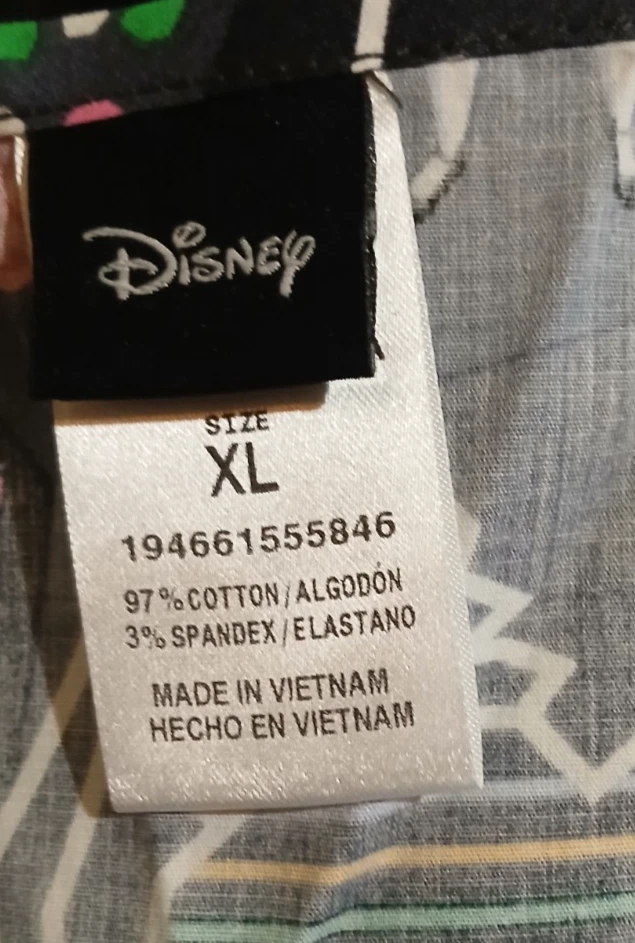 Disney
SIZE
XL
194661555846
97% COTTON/ALGODÓN
3% SPANDEX/ELASTANO
MADE IN VIETNAM
HECHO EN VIETNAM